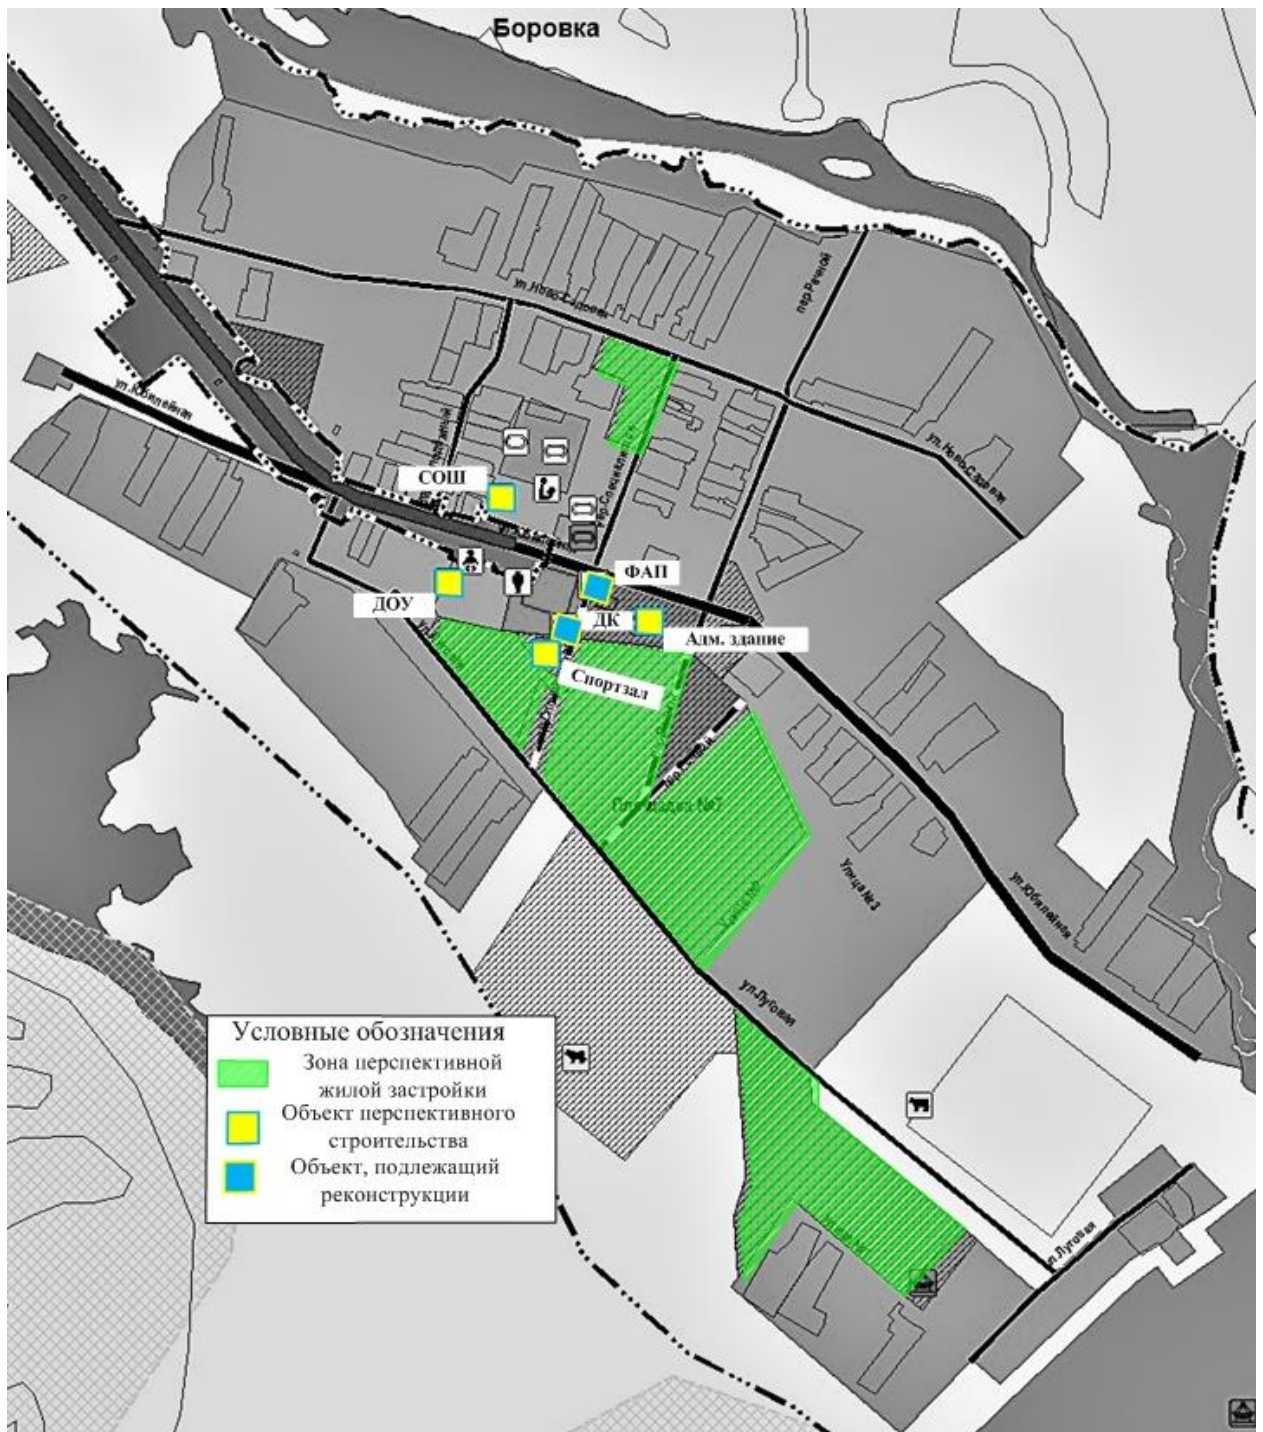 Боровка
ул.Ново-Садовая
пер.Речной
ул.Юбилейная
ул. Ново-Садовая
СОШ
ФАП
ДОУ
ДК
Адм. здание
Спортзал
Площадка №7
Улица №3
ул.Юбилейная
ул.Луговая
Условные обозначения
Зона перспективной
жилой застройки
Объект перспективного
строительства
Объект, подлежащий
реконструкции
л.Луговая